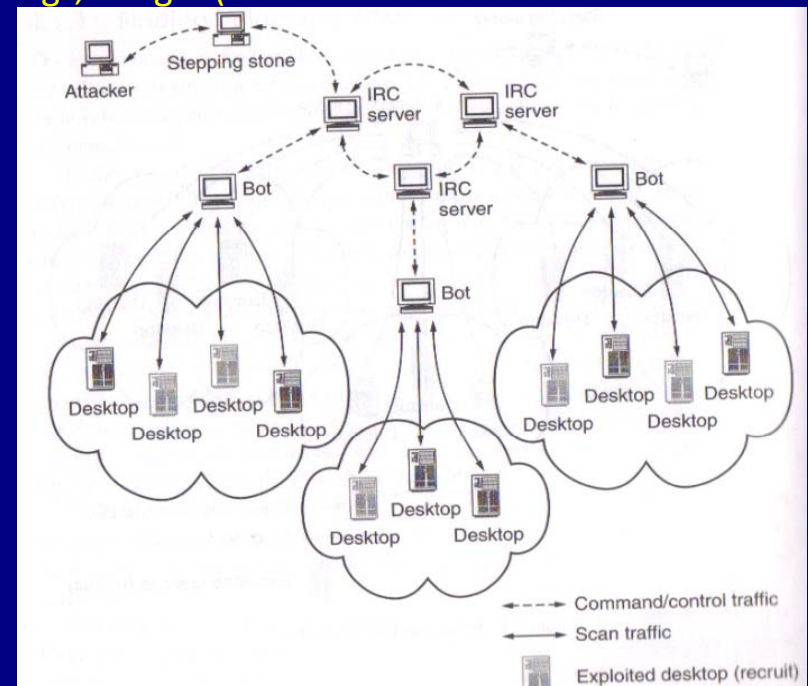 Attacker
Stepping stone
IRC
server
IRC
server
IRC
server
Bot
Bot
Bot
Desktop
Desktop
Desktop
Desktop
Desktop
Desktop
Desktop
Desktop
Desktop
Desktop
Desktop
Command/control traffic
Scan traffic
Exploited desktop (recruit)